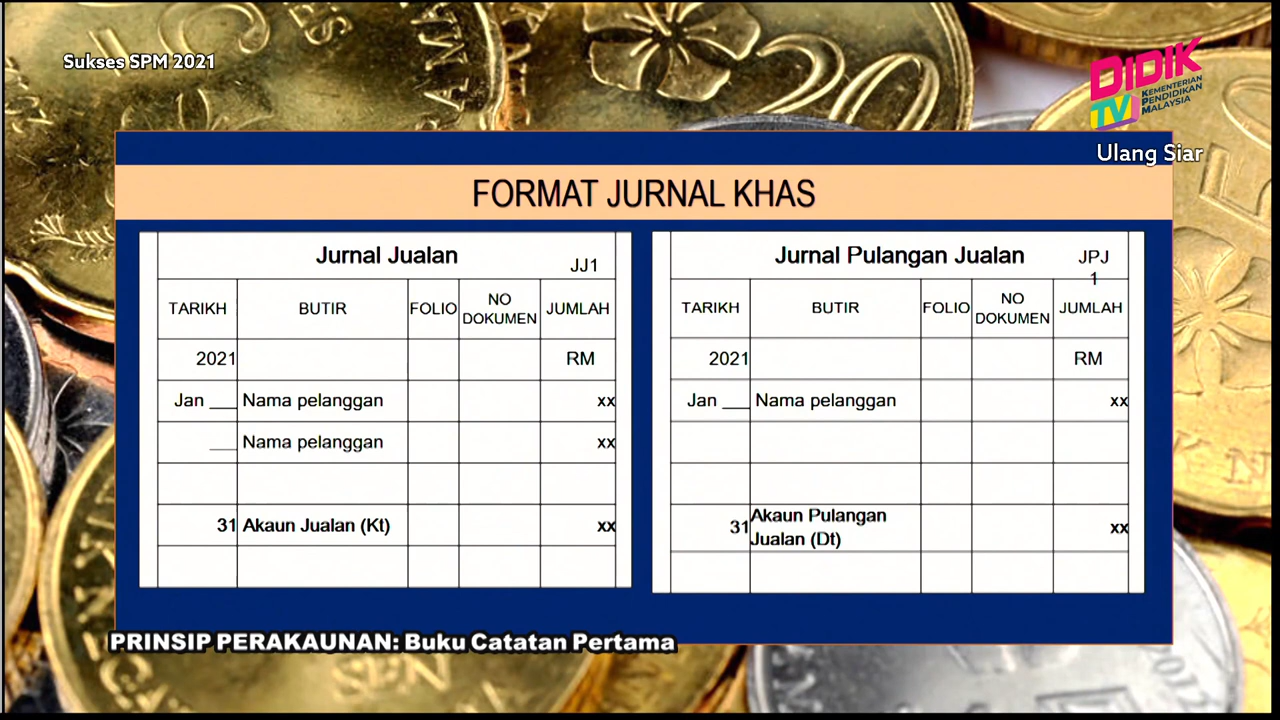 Sukses SPM 2021
DIDIK
TV
KEMENTERIAN
PENDIDIKAN
MALAYSIA
Ulang Siar
FORMAT JURNAL KHAS
Jurnal Jualan
JJ1
TARIKH BUTIR FOLIO NO DOKUMEN JUMLAH
2021 RM
Jan ___ Nama pelanggan xx
___ Nama pelanggan xx
31 Akaun Jualan (Kt) xx
Jurnal Pulangan Jualan
JPJ
1
TARIKH BUTIR FOLIO NO DOKUMEN JUMLAH
2021 RM
Jan ___ Nama pelanggan xx
31 Akaun Pulangan
Jualan (Dt) xx
PRINSIP PERAKAUNAN: Buku Catatan Pertama
20